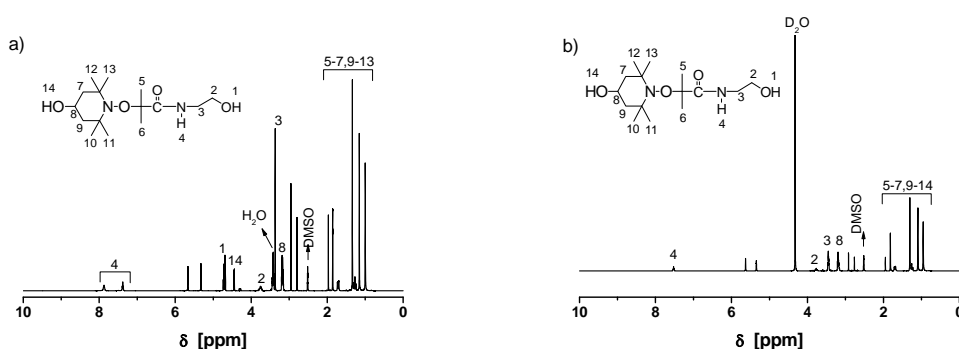 a)
12 13
5-7,9-13
14 7 5 2 1
O
HO 8 N O C N OH
9 6 H 3
10 11 4
3
H2O
DMSO
4
1
14
8
2
10 8 6 4 2 0
δ [ppm]
b)
D2O
12 13
14 7 5 2 1
O
HO 8 N O C N OH
9 6 H 3
10 11 4
5-7,9-14
DMSO
4
3 8
2
10 8 6 4 2 0
δ [ppm]